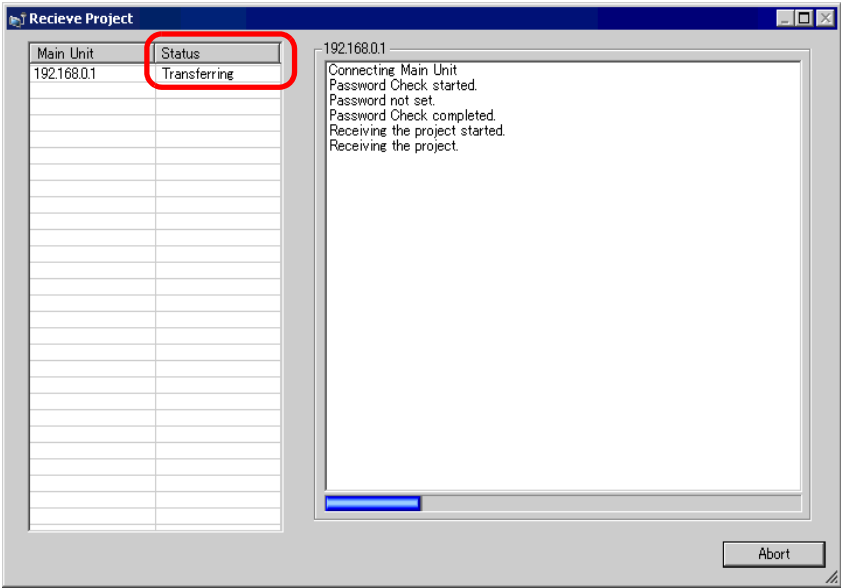 Recieve Project
Main Unit Status
192.168.0.1 Transferring
192.168.0.1
Connecting Main Unit
Password Check started.
Password not set.
Password Check completed.
Receiving the project started.
Receiving the project.
Abort